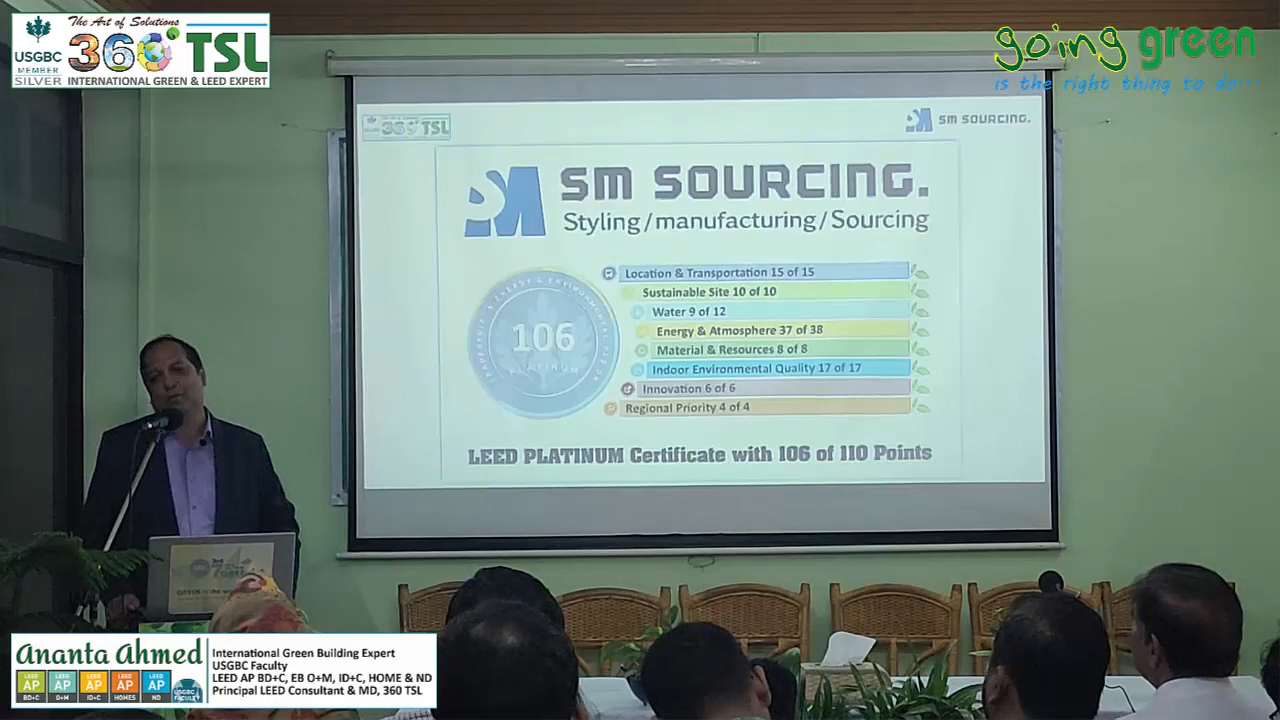 The Art of Solutions
USGBC
MEMBER
SILVER
360 TSL
INTERNATIONAL GREEN & LEED EXPERT
going green
is the right thing to do...
360 TSL
SM SOURCING.
SM SOURCING.
Styling/manufacturing/Sourcing
106
PLATINUM
Location & Transportation 15 of 15
Sustainable Site 10 of 10
Water 9 of 12
Energy & Atmosphere 37 of 38
Material & Resources 8 of 8
Indoor Environmental Quality 17 of 17
Innovation 6 of 6
Regional Priority 4 of 4
LEED PLATINUM Certificate with 106 of 110 Points
Ananta Ahmed
LEED AP BD+C
LEED AP O+M
LEED AP ID+C
LEED AP HOMES
LEED AP ND
USGBC FACULTY
International Green Building Expert
USGBC Faculty
LEED AP BD+C, EB O+M, ID+C, HOME & ND
Principal LEED Consultant & MD, 360 TSL